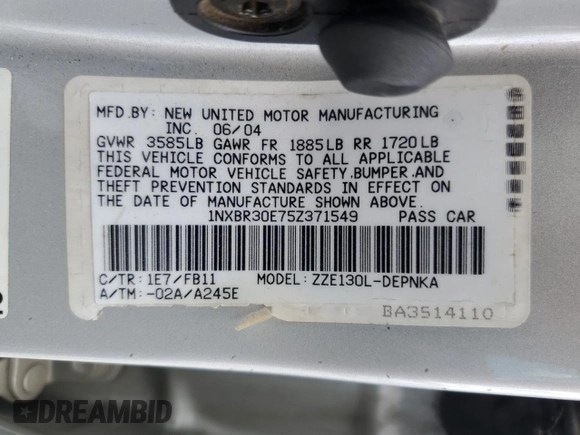 MFD.BY: NEW UNITED MOTOR MANUFACTURING
INC. 06/04
GVWR 3585LB GAWR FR 1885LB RR 1720LB
THIS VEHICLE CONFORMS TO ALL APPLICABLE
FEDERAL MOTOR VEHICLE SAFETY,BUMPER,AND
THEFT PREVENTION STANDARDS IN EFFECT ON
THE DATE OF MANUFACTURE SHOWN ABOVE.
1NXBR30E75Z371549 PASS CAR
C/TR: 1E7/FB11 MODEL: ZZE130L-DEPNKA
A/TM: -02A/A245E
BA3514110
DREAMBID